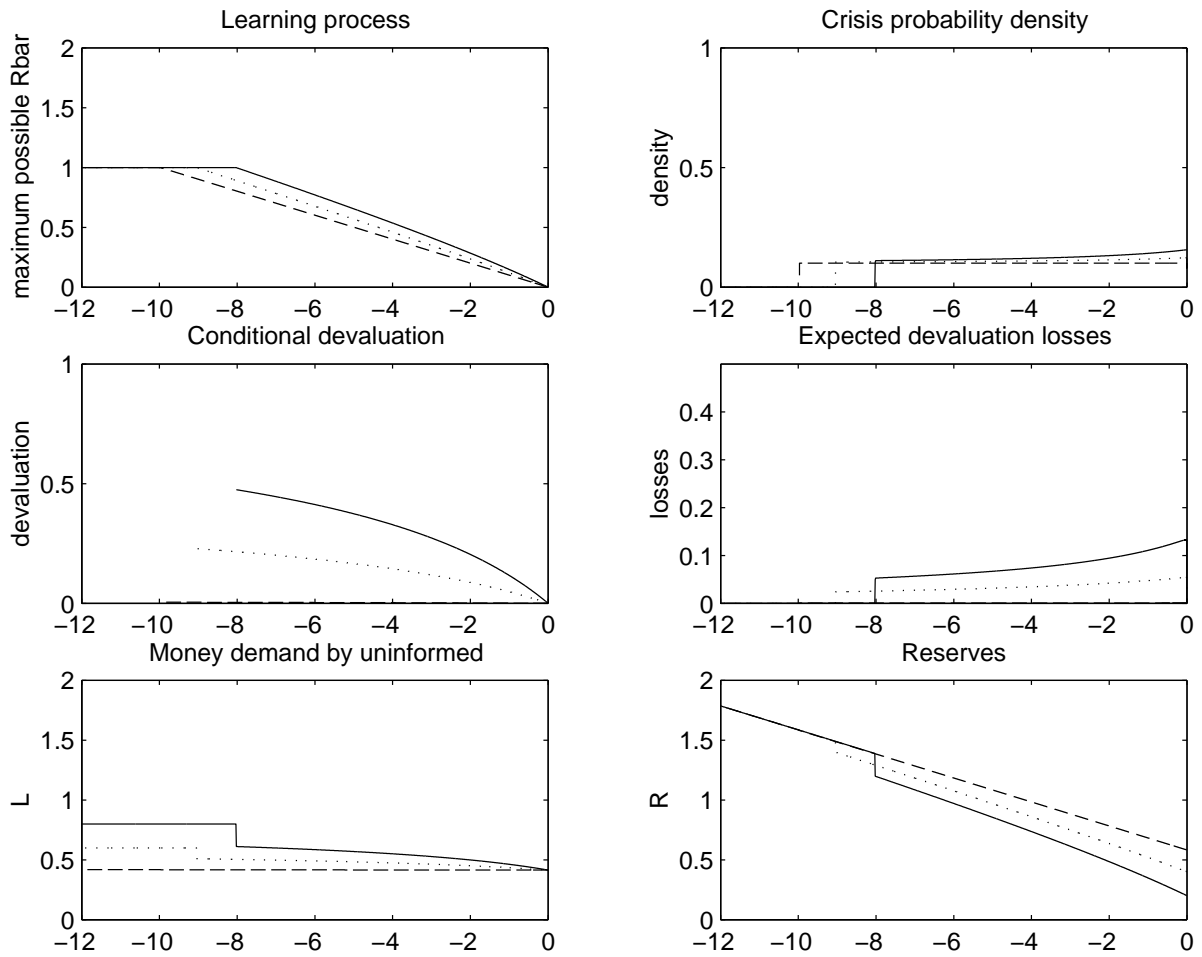 Learning process
maximum possible Rbar
2
1.5
1
0.5
0
−12 −10 −8 −6 −4 −2 0
Crisis probability density
density
1
0.5
0
−12 −10 −8 −6 −4 −2 0
Conditional devaluation
devaluation
1
0.5
0
−12 −10 −8 −6 −4 −2 0
Expected devaluation losses
losses
0.4
0.3
0.2
0.1
0
−12 −10 −8 −6 −4 −2 0
Money demand by uninformed
L
2
1.5
1
0.5
0
−12 −10 −8 −6 −4 −2 0
Reserves
R
2
1.5
1
0.5
0
−12 −10 −8 −6 −4 −2 0